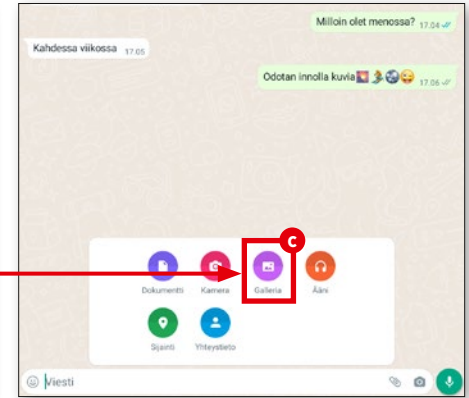 Milloin olet menossa? 17.04
Kahdessa viikossa 17.05
Odotan innolla kuvia🌇🏂⚽😜 17.06
C
Dokumentti Kamera Galleria Ääni
Sijainti Yhteystieto
Viesti